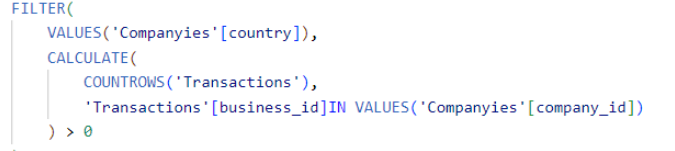 FILTER(
VALUES('Companyies'[country]),
CALCULATE(
COUNTROWS('Transactions'),
'Transactions'[business_id]IN VALUES('Companyies'[company_id])
) > 0